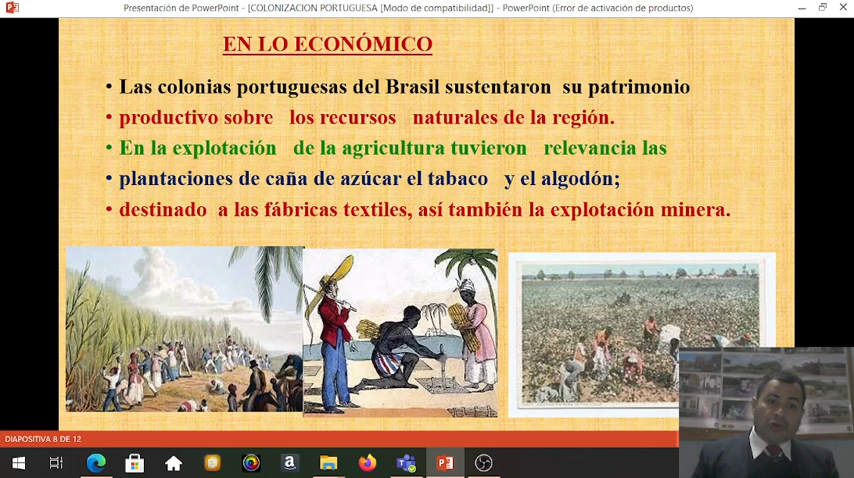 Presentación de PowerPoint - [COLONIZACION PORTUGUESA [Modo de compatibilidad]] - PowerPoint (Error de activación de productos)
EN LO ECONÓMICO
• Las colonias portuguesas del Brasil sustentaron su patrimonio
• productivo sobre los recursos naturales de la región.
• En la explotación de la agricultura tuvieron relevancia las
• plantaciones de caña de azúcar el tabaco y el algodón;
• destinado a las fábricas textiles, así también la explotación minera.
DIAPOSITIVA 8 DE 12